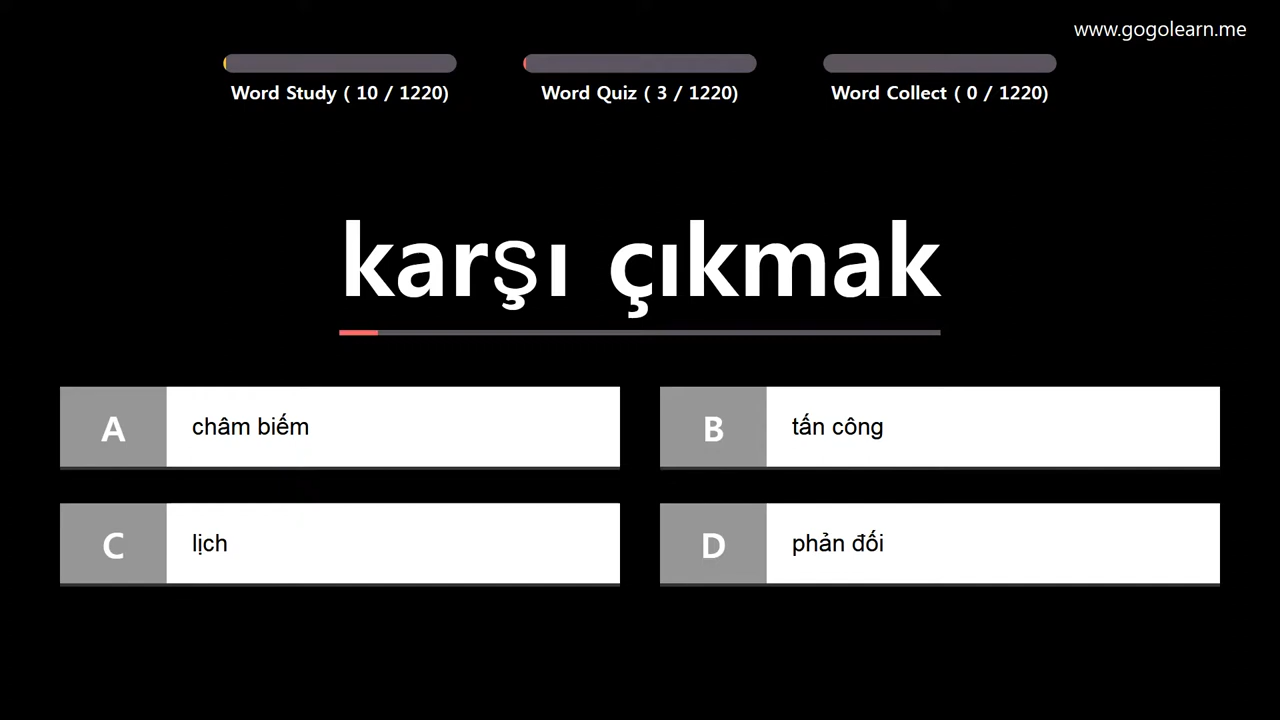 www.gogolearn.me
Word Study ( 10 / 1220)
Word Quiz ( 3 / 1220)
Word Collect ( 0 / 1220)
karşı çıkmak
A châm biếm
B tấn công
C lịch
D phản đối